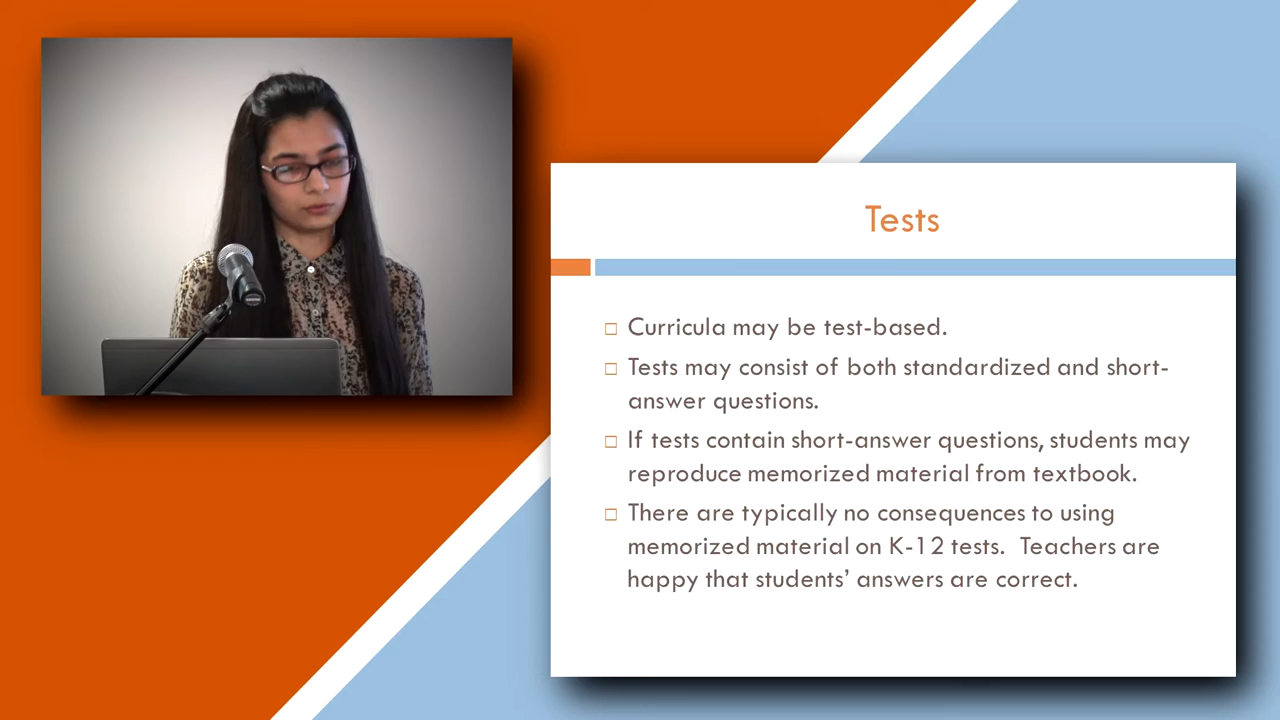 Tests
Curricula may be test-based.
Tests may consist of both standardized and short-
answer questions.
If tests contain short-answer questions, students may
reproduce memorized material from textbook.
There are typically no consequences to using
memorized material on K-12 tests.  Teachers are
happy that students’ answers are correct.